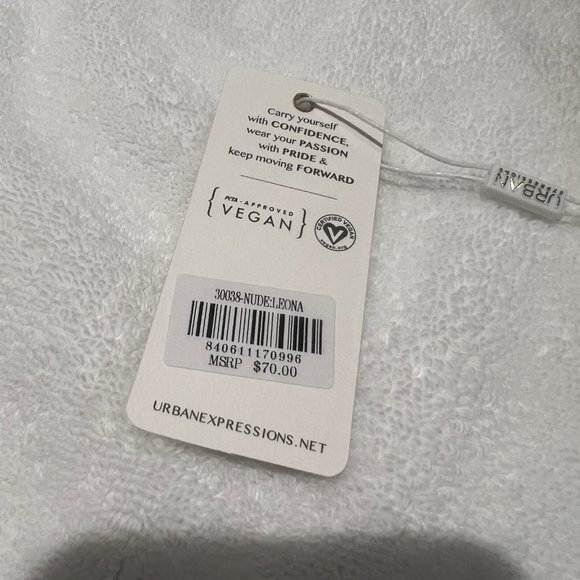 Carry yourself
with CONFIDENCE,
wear your PASSION
with PRIDE &
keep moving FORWARD
PETA - APPROVED
VEGAN
CERTIFIED VEGAN
vegan.org
30038-NUDE:LEONA
840611170996
MSRP $70.00
URBANEXPRESSIONS.NET
URBAN
EXPRESSIONS